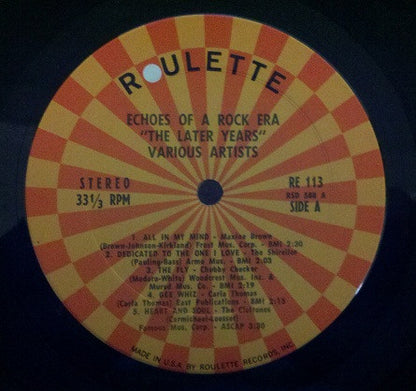 ROULETTE
ECHOES OF A ROCK ERA
"THE LATER YEARS"
VARIOUS ARTISTS
STEREO
33 1/3 RPM
RE 113
RSD 588 A
SIDE A
1. ALL IN MY MIND - Maxine Brown
(Brown-Johnson-Kirkland) Frost Mus. Corp. - BMI 2:30
2. DEDICATED TO THE ONE I LOVE - The Shirelles
(Pauling-Bass) Armo Mus. - BMI 2:03
3. THE FLY - Chubby Checker
(Madara-White) Woodcrest Mus. Inc. &
Mured Mus. Co. - BMI 2:19
4. GEE WHIZ - Carla Thomas
(Carla Thomas) East Publications - BMI 2:15
5. HEART AND SOUL - The Cleftones
(Carmichael-Loesser)
Famous Mus. Corp. - ASCAP
MADE IN U.S.A. BY ROULETTE RECORDS, INC.